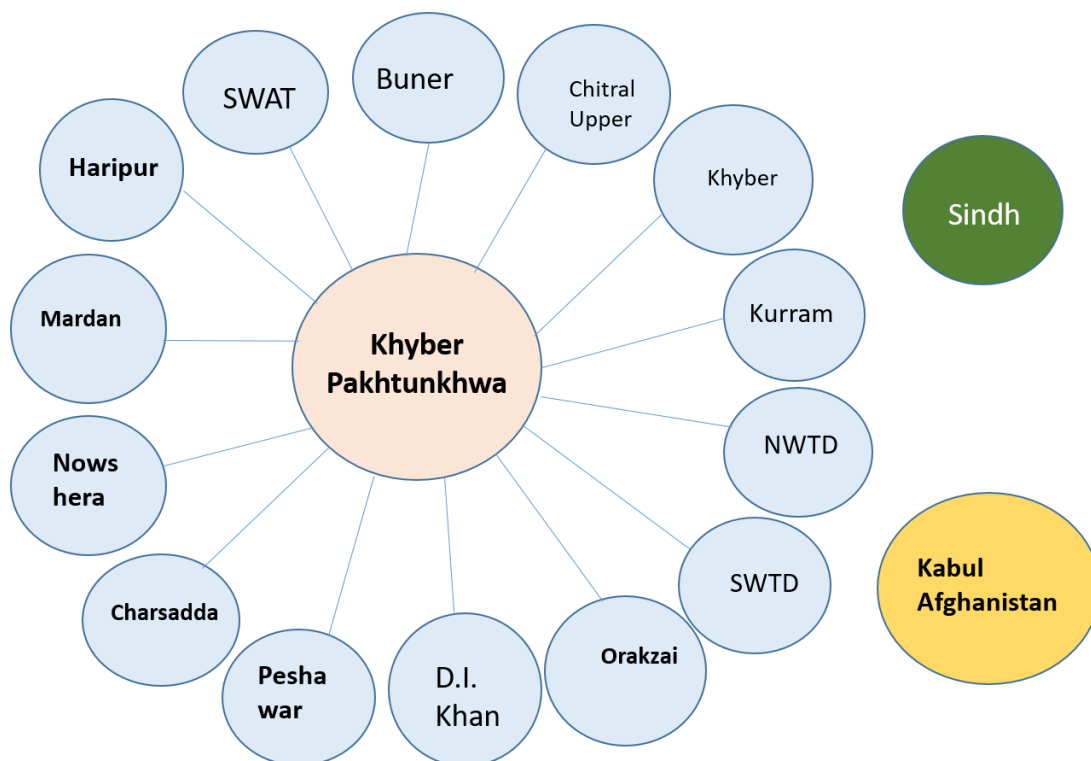 SWAT
Buner
Chitral
Upper
Haripur
Khyber
Sindh
Mardan
Kurram
Khyber
Pakhtunkhwa
Nows
hera
NWTD
Charsadda
SWTD
Kabul
Afghanistan
Pesha
war
D.I.
Khan
Orakzai